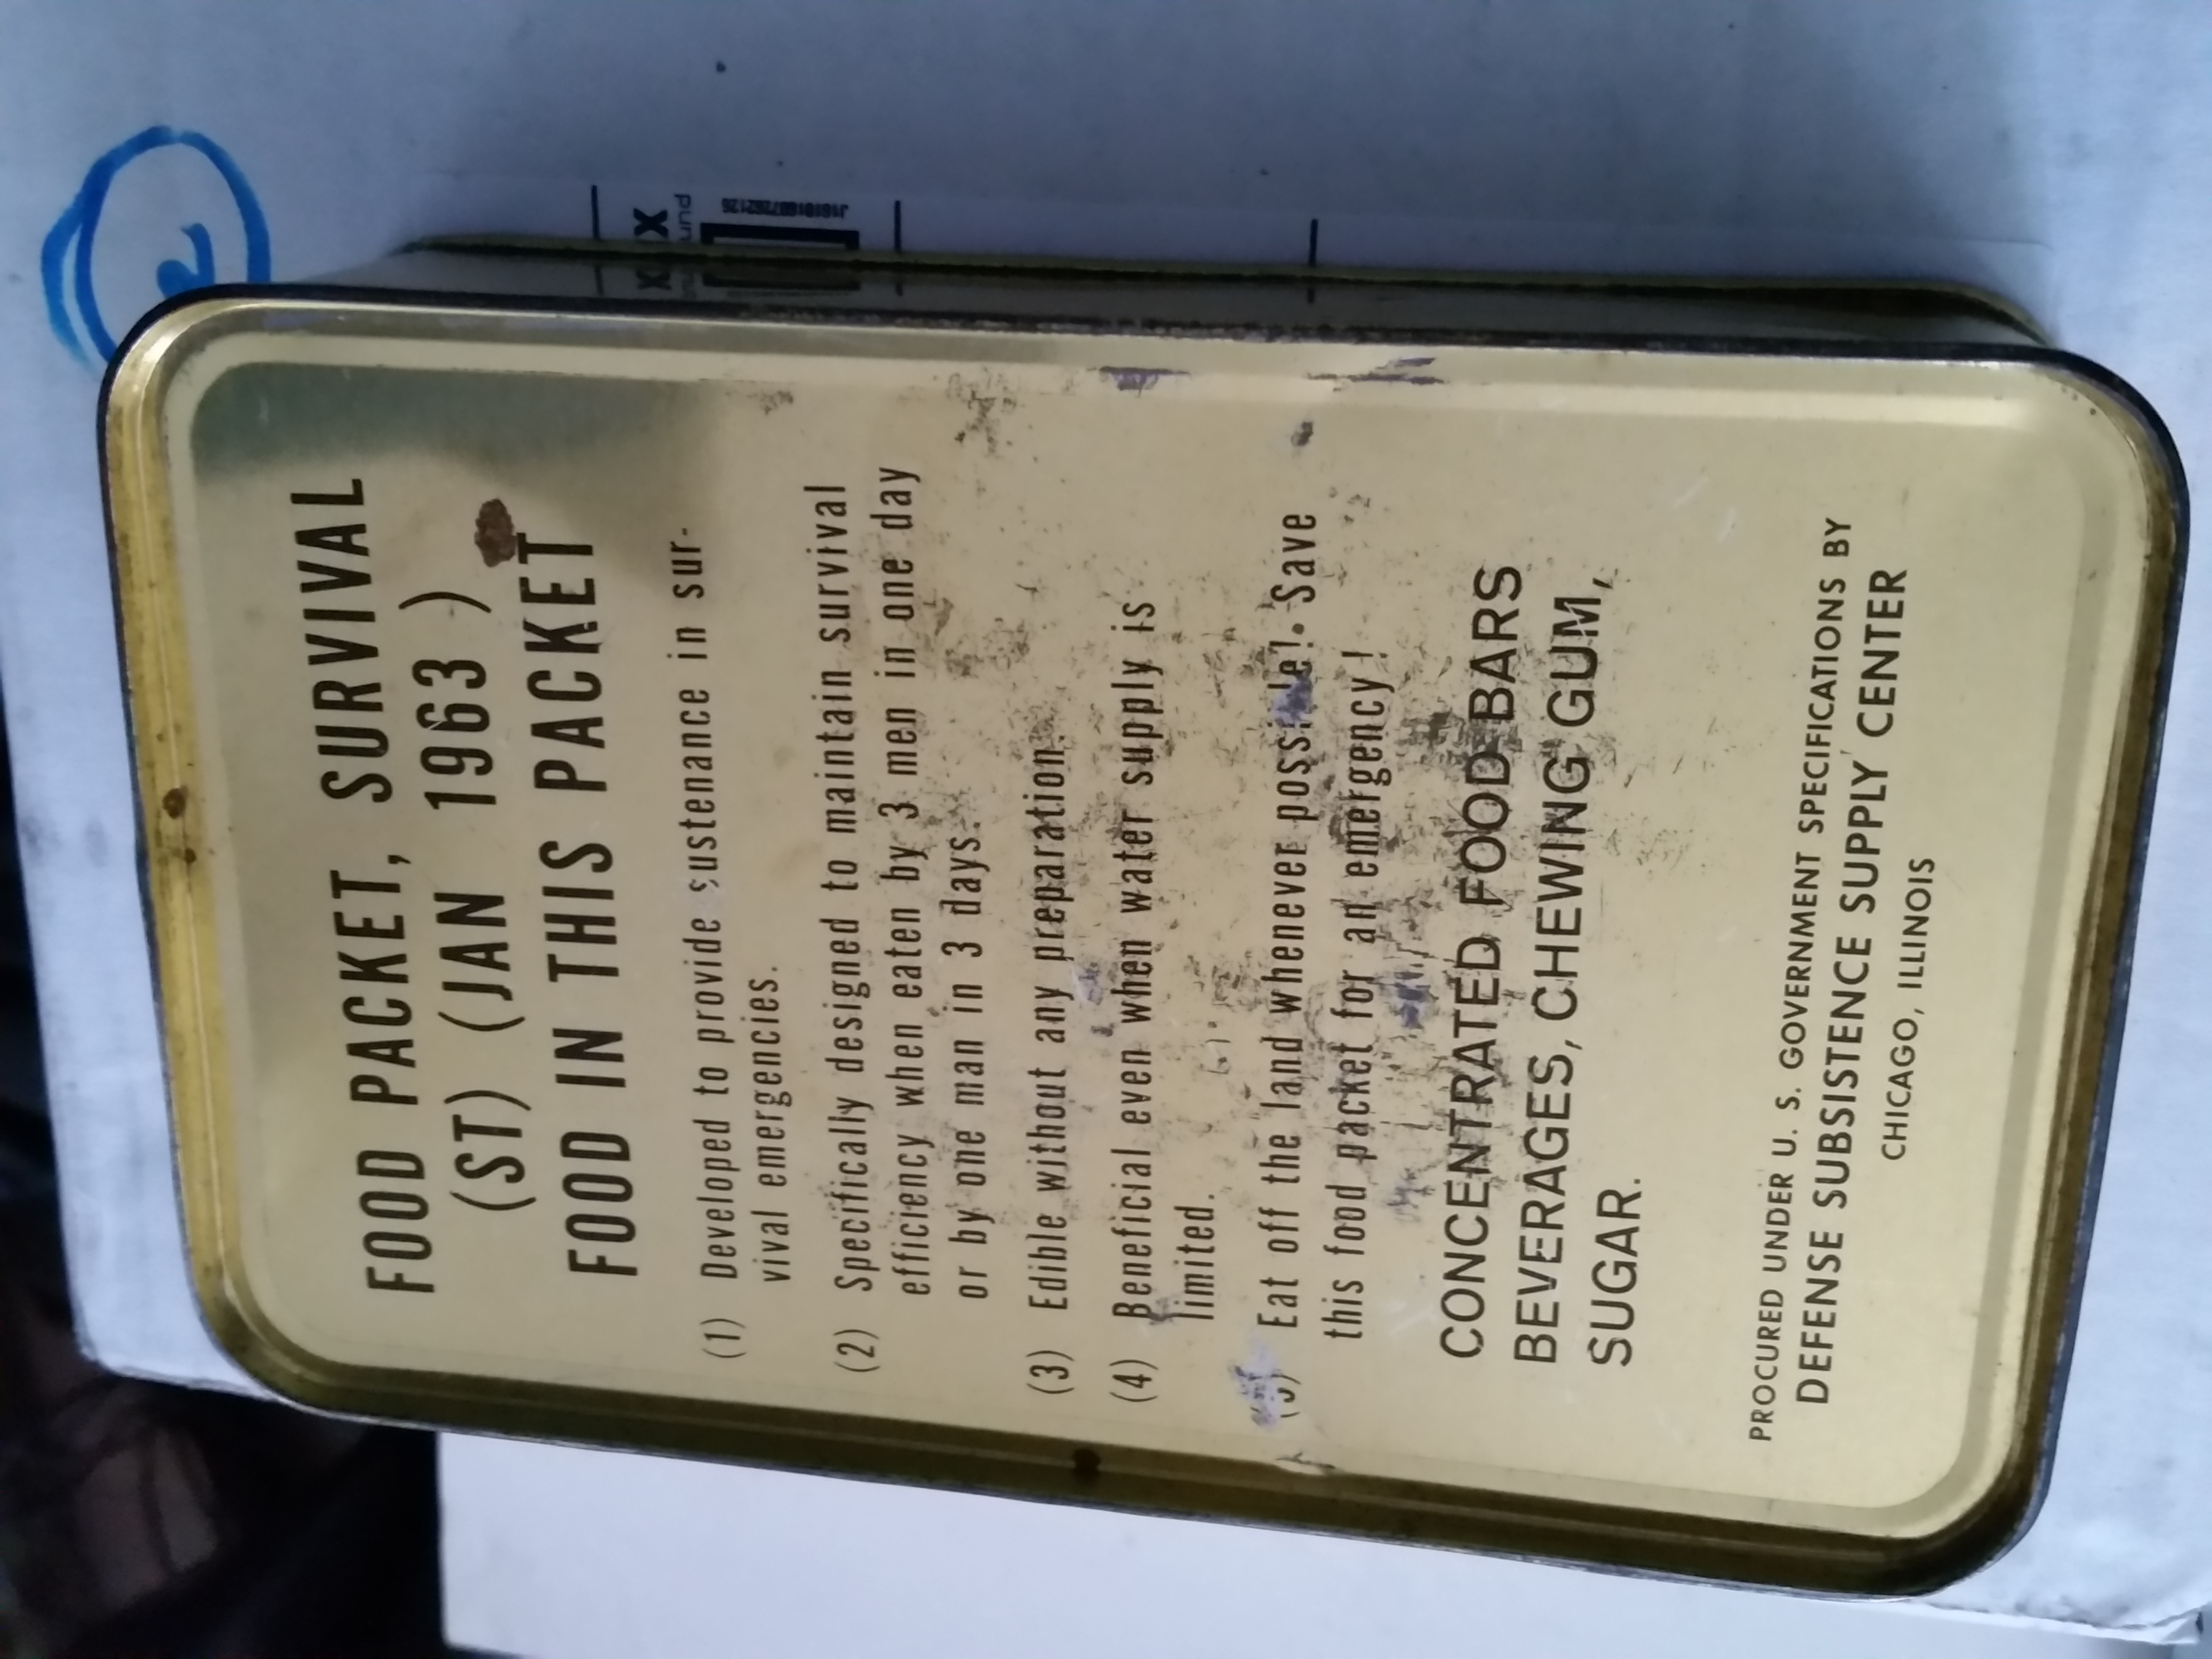 FOOD PACKET, SURVIVAL
(ST) (JAN 1963)
FOOD IN THIS PACKET
(1) Developed to provide sustenance in sur-
vival emergencies.
(2) Specifically designed to maintain survival
efficiency when eaten by 3 men in one day
or by one man in 3 days.
(3) Edible without any preparation.
(4) Beneficial even when water supply is
limited.
(5) Eat off the land whenever possible! Save
this food packet for an emergency!
CONCENTRATED FOOD BARS
BEVERAGES, CHEWING GUM,
SUGAR.
PROCURED UNDER U. S. GOVERNMENT SPECIFICATIONS BY
DEFENSE SUBSISTENCE SUPPLY CENTER
CHICAGO, ILLINOIS